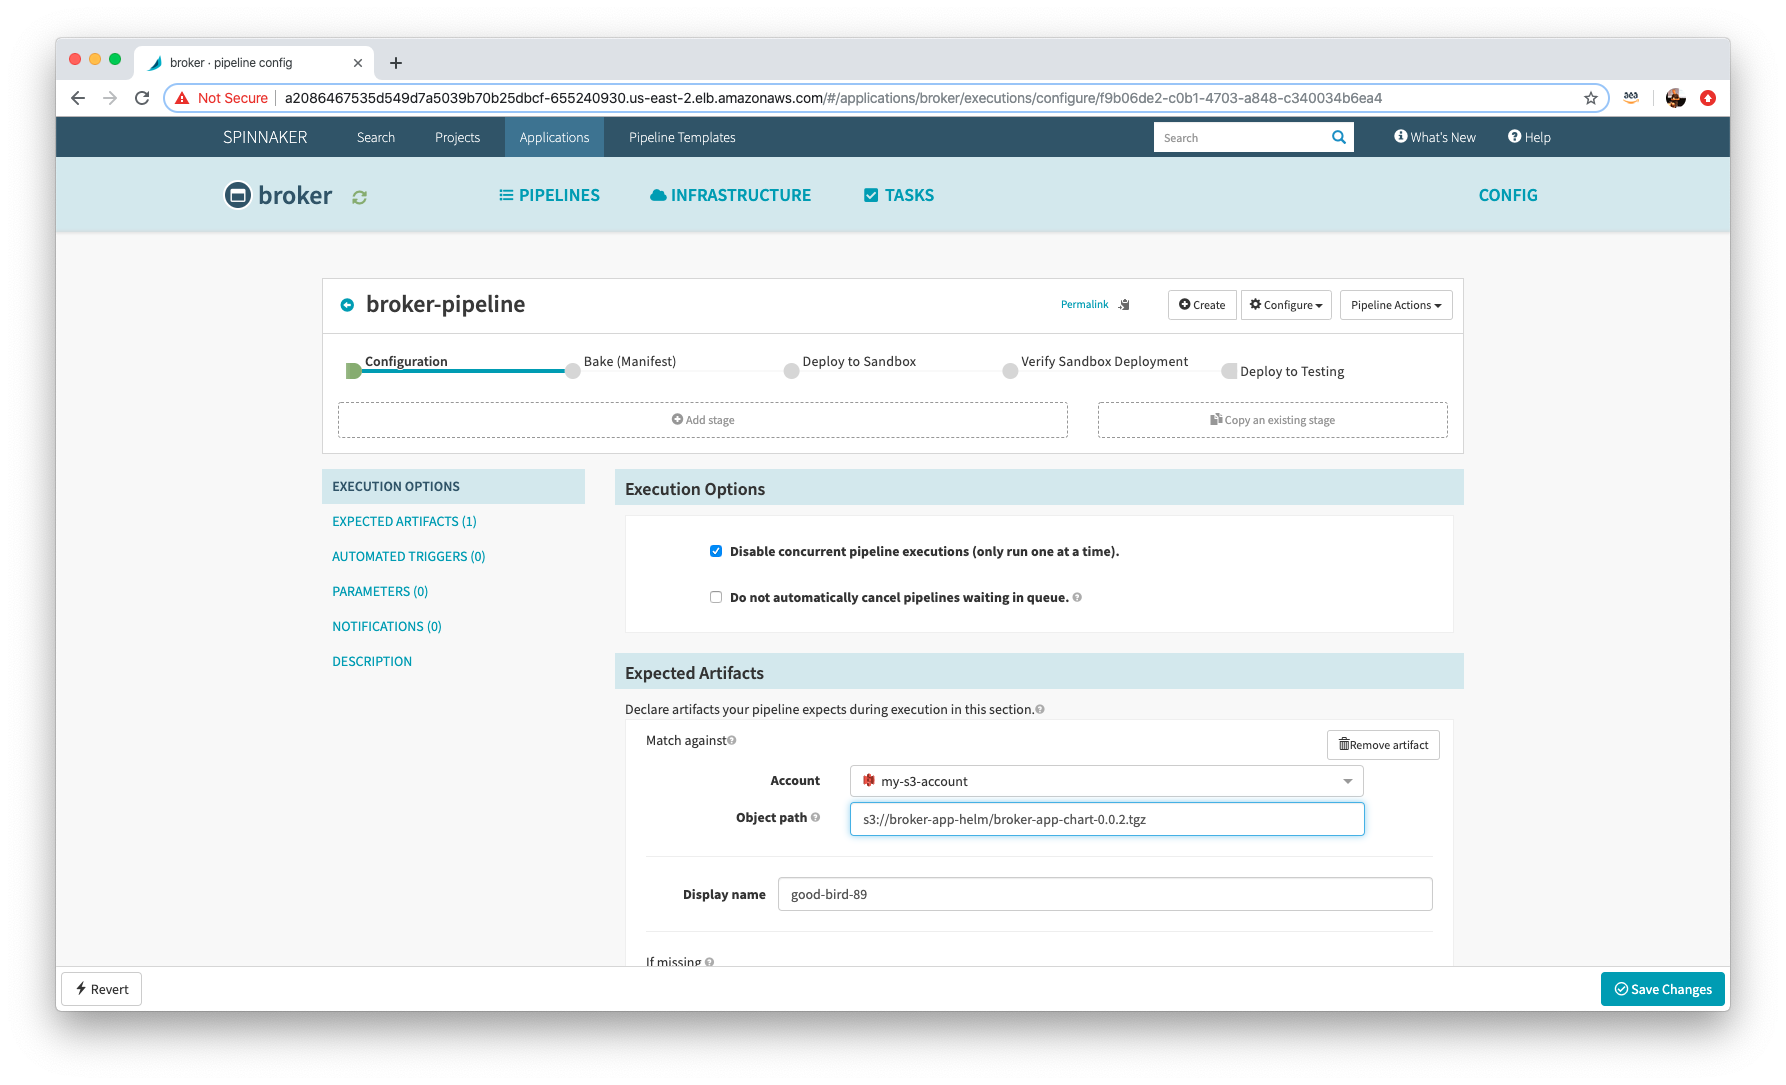 broker · pipeline config
Not Secure
a2086467535d549d7a5039b70b25dbcf-655240930.us-east-2.elb.amazonaws.com/#/applications/broker/executions/configure/f9b06de2-c0b1-4703-a848-c340034b6ea4
SPINNAKER Search Projects Applications Pipeline Templates Search What's New Help
broker PIPELINES INFRASTRUCTURE TASKS CONFIG
broker-pipeline Permalink Create Configure Pipeline Actions
Configuration Bake (Manifest) Deploy to Sandbox Verify Sandbox Deployment Deploy to Testing
Add stage Copy an existing stage
EXECUTION OPTIONS
EXPECTED ARTIFACTS (1)
AUTOMATED TRIGGERS (0)
PARAMETERS (0)
NOTIFICATIONS (0)
DESCRIPTION
Execution Options
Disable concurrent pipeline executions (only run one at a time).
Do not automatically cancel pipelines waiting in queue.
Expected Artifacts
Declare artifacts your pipeline expects during execution in this section.
Match against Remove artifact
Account my-s3-account
Object path s3://broker-app-helm/broker-app-chart-0.0.2.tgz
Display name good-bird-89
If missing
Revert Save Changes